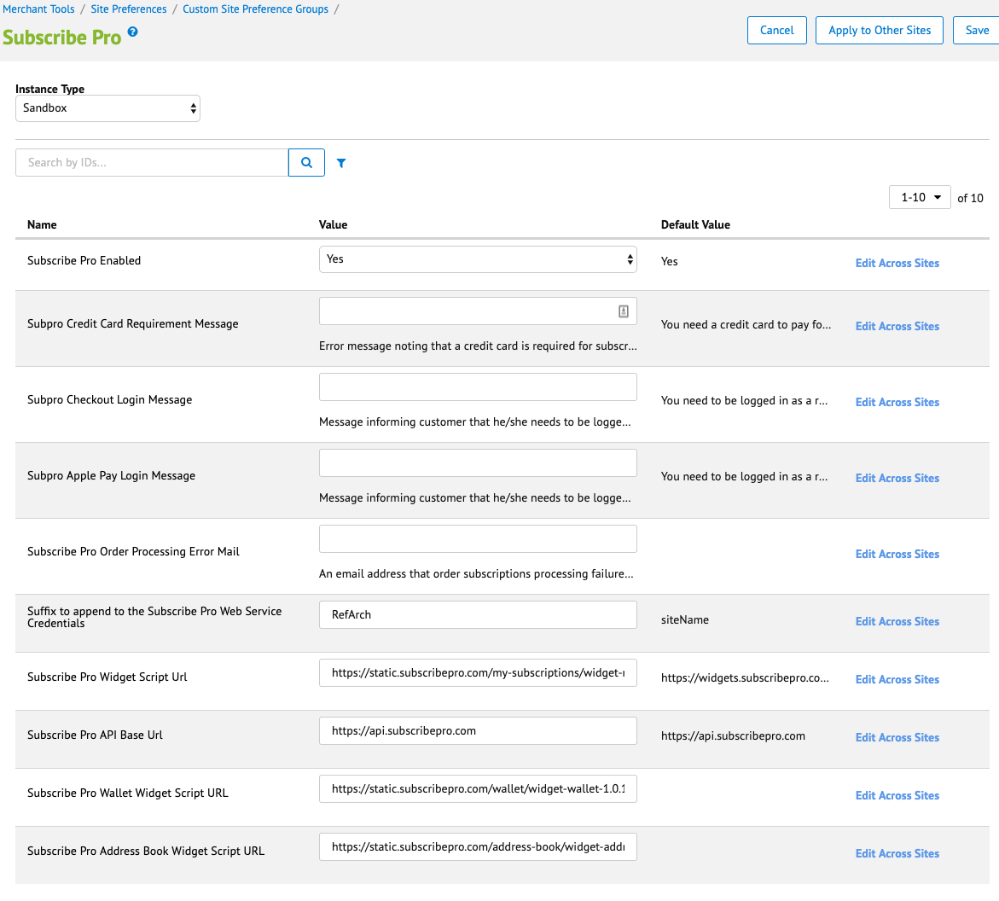 Merchant Tools / Site Preferences / Custom Site Preference Groups /
Subscribe Pro ?
Cancel
Apply to Other Sites
Save
Instance Type
Sandbox
Search by IDs...
1-10 of 10
Name Value Default Value
Subscribe Pro Enabled Yes Yes Edit Across Sites
Subpro Credit Card Requirement Message You need a credit card to pay fo... Edit Across Sites
Error message noting that a credit card is required for subscr...
Subpro Checkout Login Message You need to be logged in as a r... Edit Across Sites
Message informing customer that he/she needs to be logge...
Subpro Apple Pay Login Message You need to be logged in as a r... Edit Across Sites
Message informing customer that he/she needs to be logge...
Subscribe Pro Order Processing Error Mail Edit Across Sites
An email address that order subscriptions processing failure...
Suffix to append to the Subscribe Pro Web Service
Credentials
RefArch siteName Edit Across Sites
Subscribe Pro Widget Script Url https://static.subscribepro.com/my-subscriptions/widget- https://widgets.subscribepro.co... Edit Across Sites
Subscribe Pro API Base Url https://api.subscribepro.com https://api.subscribepro.com Edit Across Sites
Subscribe Pro Wallet Widget Script URL https://static.subscribepro.com/wallet/widget-wallet-1.0.1 Edit Across Sites
Subscribe Pro Address Book Widget Script URL https://static.subscribepro.com/address-book/widget-add Edit Across Sites